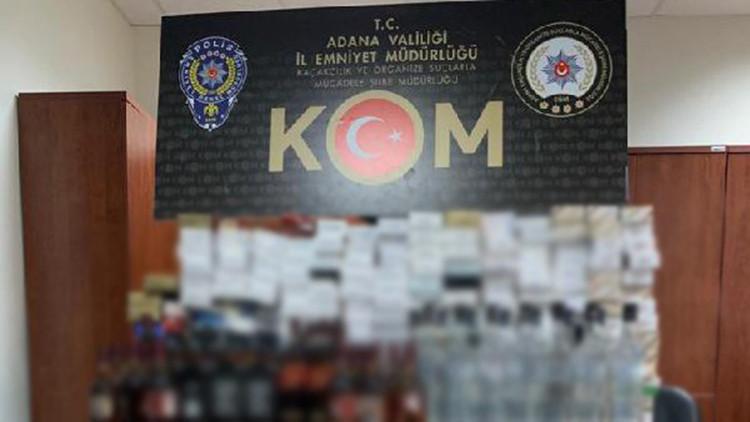 T.C.
ADANA VALİLİĞİ
İL EMNİYET MÜDÜRLÜĞÜ
KAÇAKÇILIK VE ORGANİZE SUÇLARLA
MÜCADELE ŞUBE MÜDÜRLÜĞÜ
POLİS
KOM